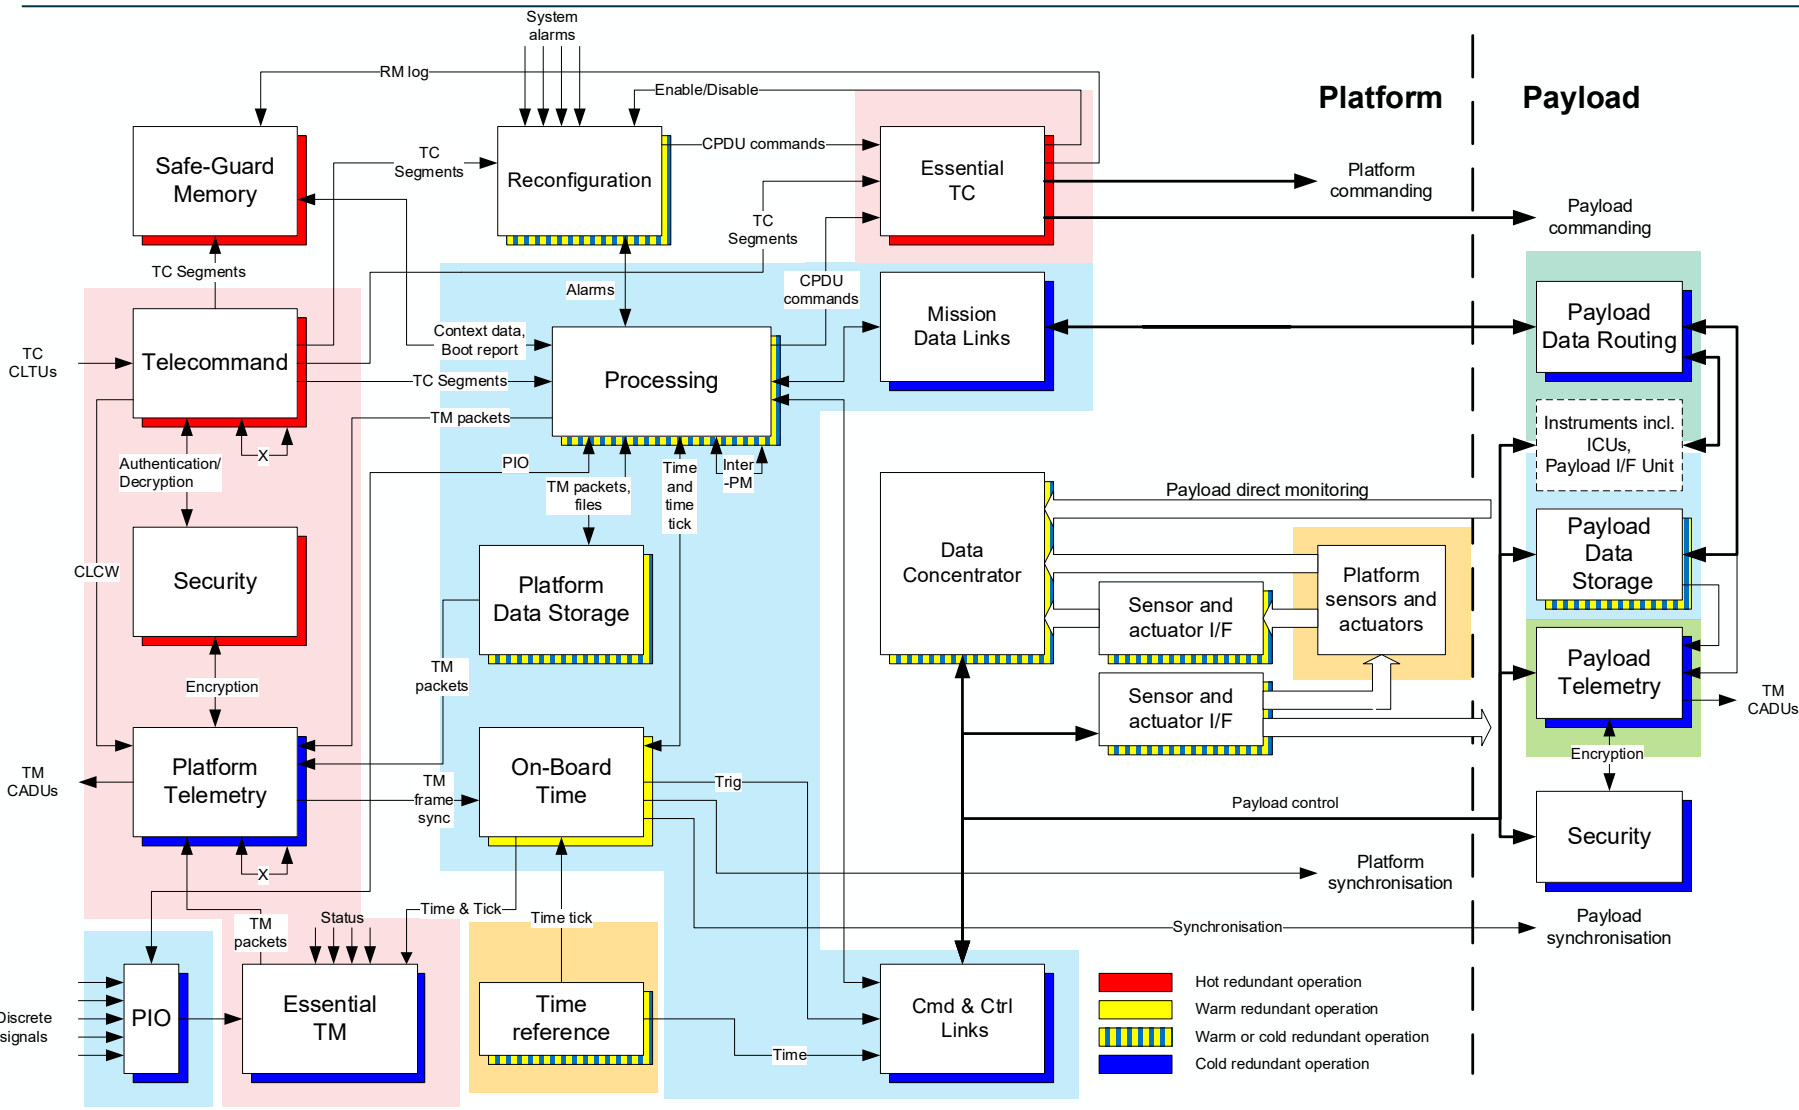 System
alarms
RM log
Enable/Disable
Platform
Payload
Safe-Guard
Memory
TC
Segments
Reconfiguration
CPDU commands
Essential
TC
Platform
commanding
Payload
commanding
TC
Segments
TC Segments
Alarms
CPDU
commands
Mission
Data Links
Payload
Data Routing
TC
CLTUs
Telecommand
Context data,
Boot report
TC Segments
Processing
TM packets
X
Authentication/
Decryption
PIO
TM packets,
files
Time
and
time
tick
Inter
-PM
Instruments incl.
ICUs,
Payload I/F Unit
Payload direct monitoring
Data
Concentrator
Payload
Data
Storage
CLCW
Security
Platform
Data Storage
Sensor and
actuator I/F
Platform
sensors and
actuators
Encryption
TM
packets
Sensor and
actuator I/F
Payload
Telemetry
TM
CADUs
Encryption
TM
CADUs
Platform
Telemetry
TM
frame
sync
On-Board
Time
Trig
Payload control
Security
X
Platform
synchronisation
TM
packets
Status
Time & Tick
Time tick
Synchronisation
Payload
synchronisation
Discrete
signals
PIO
Essential
TM
Time
reference
Time
Cmd & Ctrl
Links
Hot redundant operation
Warm redundant operation
Warm or cold redundant operation
Cold redundant operation